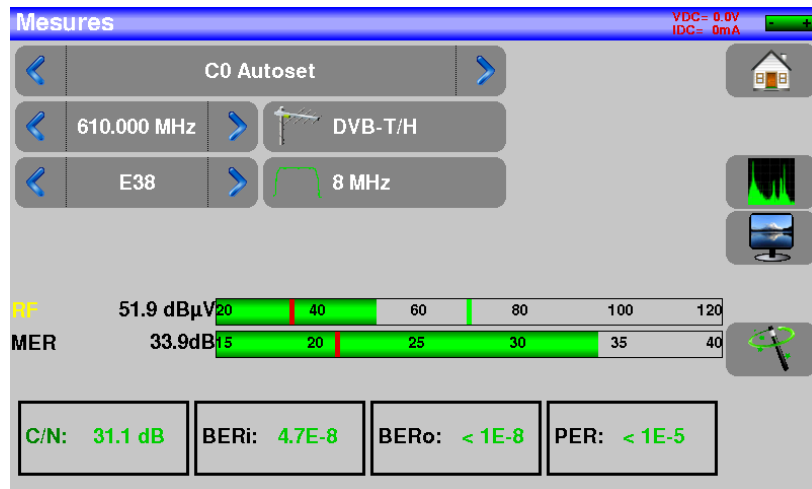 Mesures
VDC= 0.0V
IDC= 0mA
- +
C0 Autoset
610.000 MHz
DVB-T/H
E38
8 MHz
RF 51.9 dBµV 20 40 60 80 100 120
MER 33.9dB 15 20 25 30 35 40
C/N: 31.1 dB BERi: 4.7E-8 BERo: < 1E-8 PER: < 1E-5